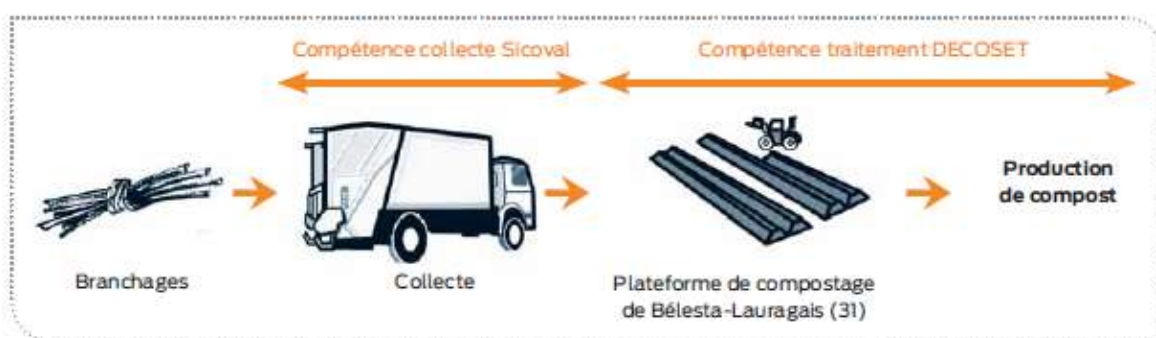 Compétence collecte Sicoval
Compétence traitement DECOSET
Production
de compost
Branchages
Collecte
Plateforme de compostage
de Bélesta-Lauragais (31)